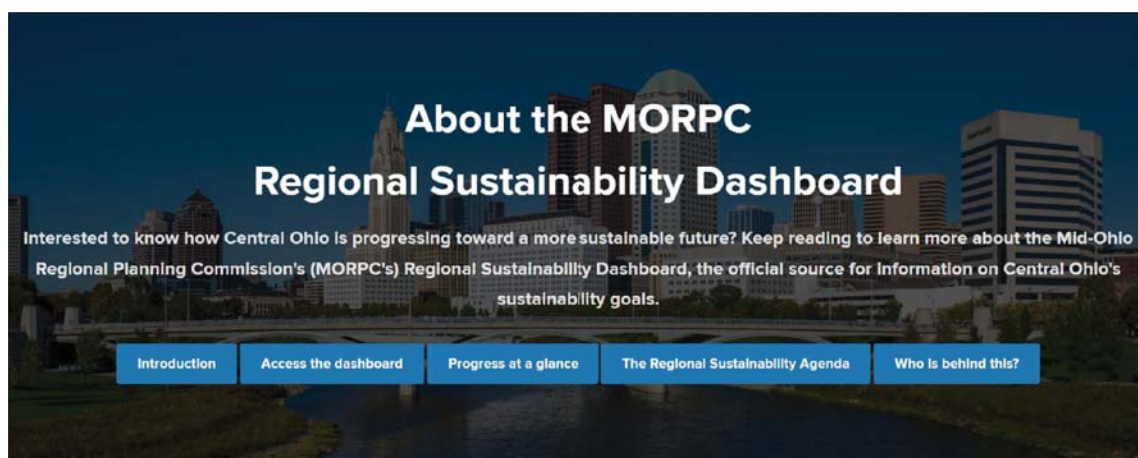 About the MORPC
Regional Sustainability Dashboard
Interested to know how Central Ohio is progressing toward a more sustainable future? Keep reading to learn more about the Mid-Ohio
Regional Planning Commission's (MORPC's) Regional Sustainability Dashboard, the official source for information on Central Ohio's
sustainability goals.
Introduction
Access the dashboard
Progress at a glance
The Regional Sustainability Agenda
Who is behind this?